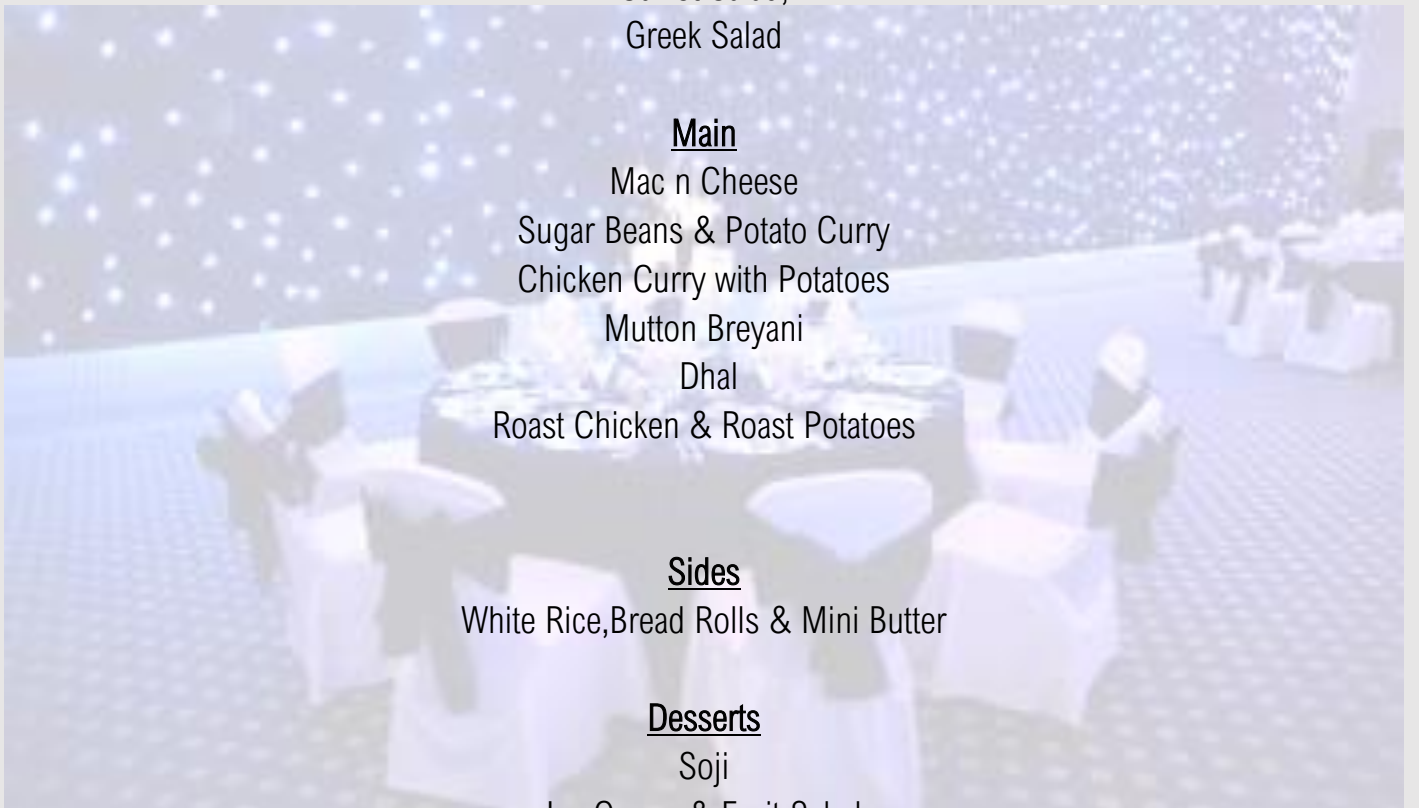 Greek Salad
Main
Mac n Cheese
Sugar Beans & Potato Curry
Chicken Curry with Potatoes
Mutton Breyani
Dhal
Roast Chicken & Roast Potatoes
Sides
White Rice,Bread Rolls & Mini Butter
Desserts
Soji